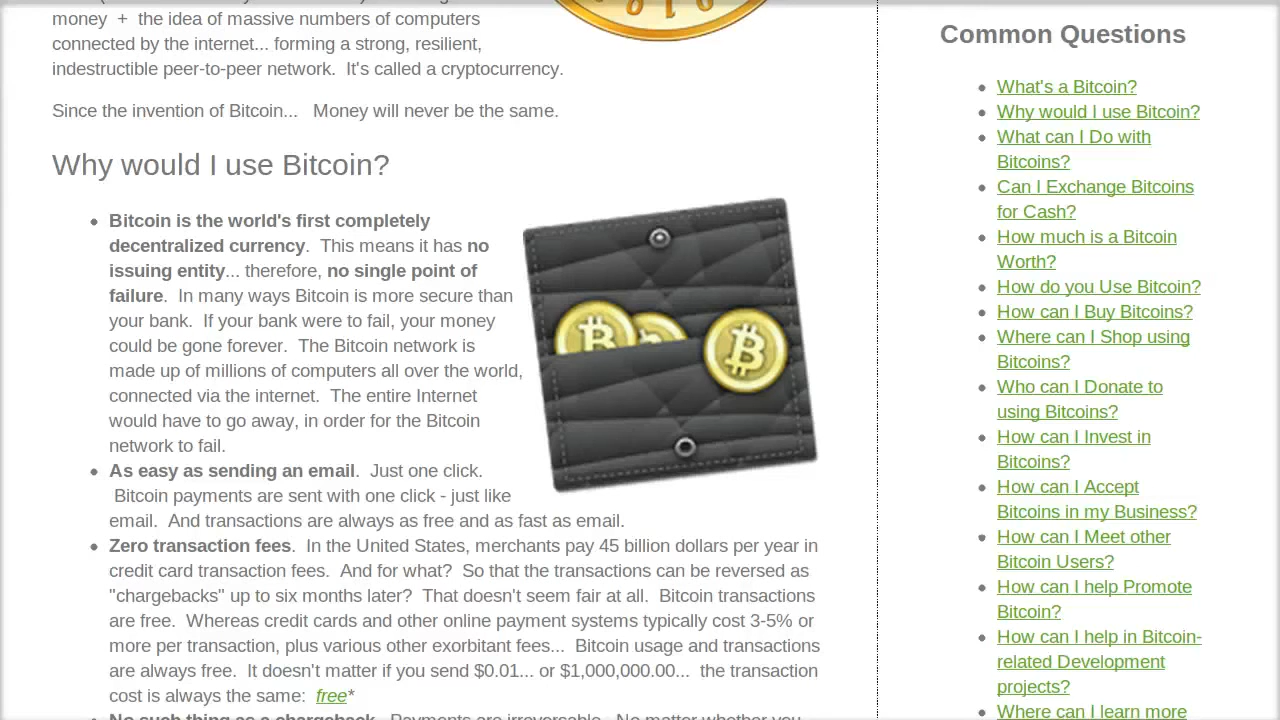 money + the idea of massive numbers of computers
connected by the internet... forming a strong, resilient,
indestructible peer-to-peer network. It's called a cryptocurrency.
Since the invention of Bitcoin... Money will never be the same.
Why would I use Bitcoin?
Bitcoin is the world's first completely
decentralized currency. This means it has no
issuing entity... therefore, no single point of
failure. In many ways Bitcoin is more secure than
your bank. If your bank were to fail, your money
could be gone forever. The Bitcoin network is
made up of millions of computers all over the world,
connected via the internet. The entire Internet
would have to go away, in order for the Bitcoin
network to fail.
As easy as sending an email. Just one click.
Bitcoin payments are sent with one click - just like
email. And transactions are always as free and as fast as email.
Zero transaction fees. In the United States, merchants pay 45 billion dollars per year in
credit card transaction fees. And for what? So that the transactions can be reversed as
"chargebacks" up to six months later? That doesn't seem fair at all. Bitcoin transactions
are free. Whereas credit cards and other online payment systems typically cost 3-5% or
more per transaction, plus various other exorbitant fees... Bitcoin usage and transactions
are always free. It doesn't matter if you send $0.01... or $1,000,000.00... the transaction
cost is always the same: free*
No such thing as a chargeback. Payments are irreversable. No matter whether you
Common Questions
What's a Bitcoin?
Why would I use Bitcoin?
What can I Do with
Bitcoins?
Can I Exchange Bitcoins
for Cash?
How much is a Bitcoin
Worth?
How do you Use Bitcoin?
How can I Buy Bitcoins?
Where can I Shop using
Bitcoins?
Who can I Donate to
using Bitcoins?
How can I Invest in
Bitcoins?
How can I Accept
Bitcoins in my Business?
How can I Meet other
Bitcoin Users?
How can I help Promote
Bitcoin?
How can I help in Bitcoin-
related Development
projects?
Where can I learn more